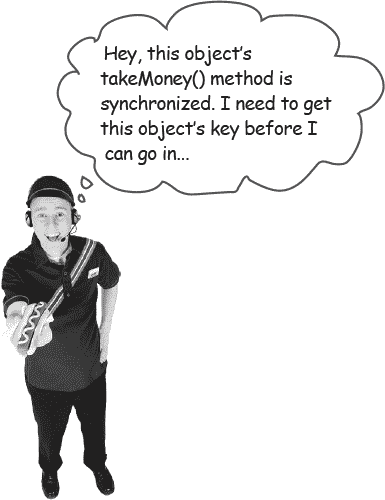 Hey, this object's
takeMoney() method is
synchronized. I need to get
this object's key before I
can go in...